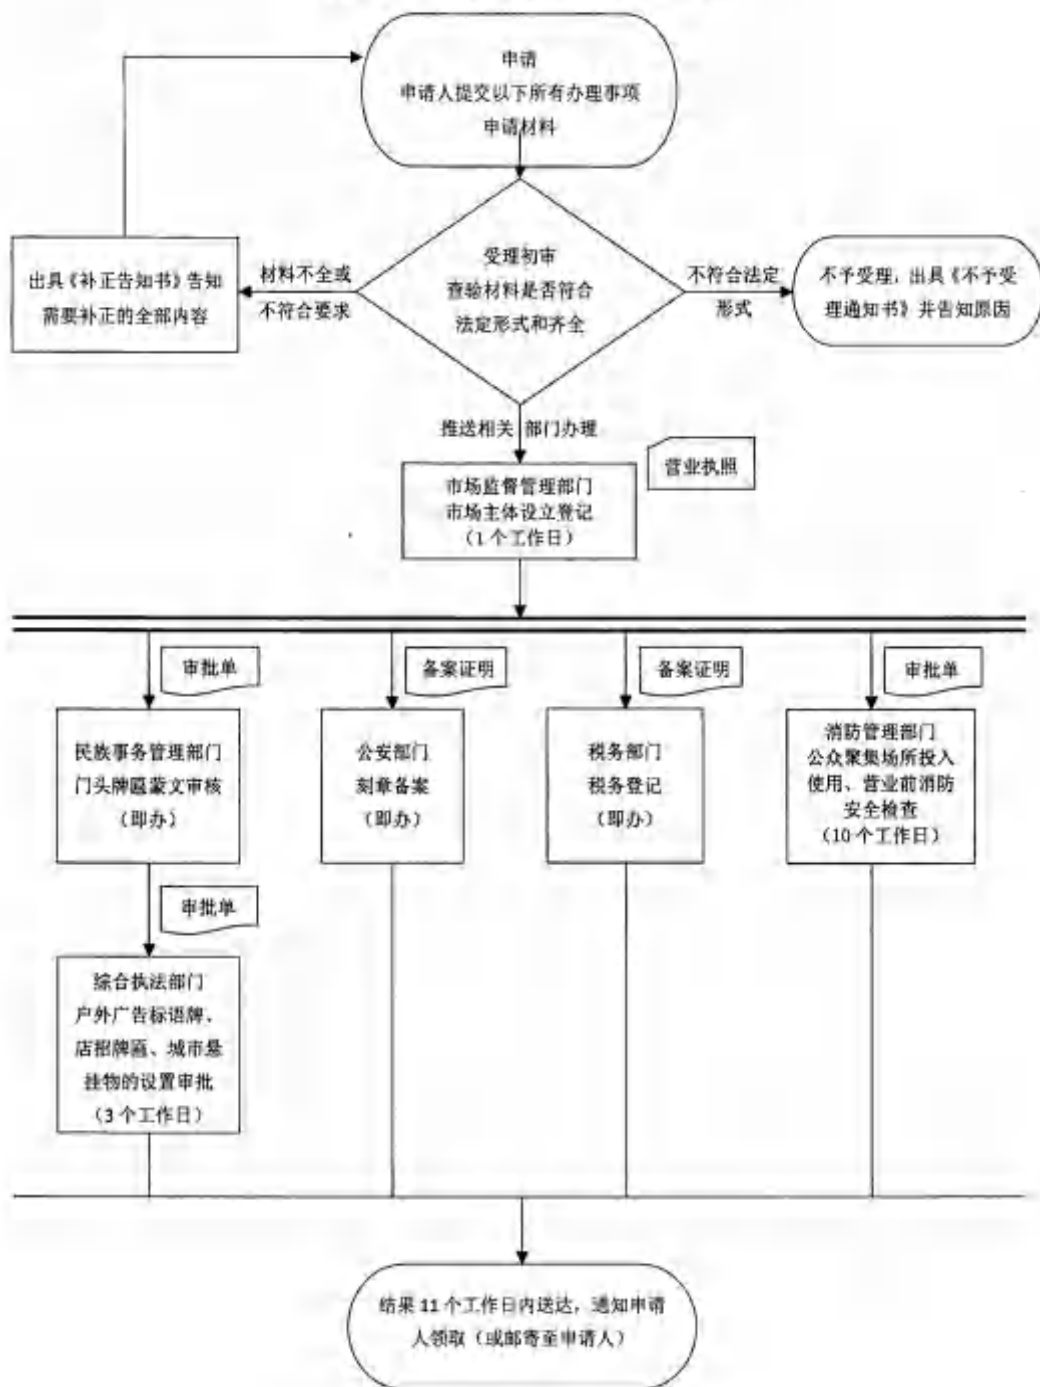 申请
申请人提交以下所有办理事项
申请材料
受理初审
查验材料是否符合
法定形式和齐全
材料不全或
不符合要求
出具《补正告知书》告知
需要补正的全部内容
不符合法定
形式
不予受理，出具《不予受
理通知书》并告知原因
推送相关 部门办理
营业执照
市场监督管理部门
市场主体设立登记
（1 个工作日）
审批单
备案证明
备案证明
审批单
民族事务管理部门
门头牌匾蒙文审核
（即办）
公安部门
刻章备案
（即办）
税务部门
税务登记
（即办）
消防管理部门
公众聚集场所投入
使用、营业前消防
安全检查
（10 个工作日）
审批单
综合执法部门
户外广告标语牌、
店招牌匾、城市悬
挂物的设置审批
（3 个工作日）
结果 11 个工作日内送达，通知申请
人领取（或邮寄至申请人）